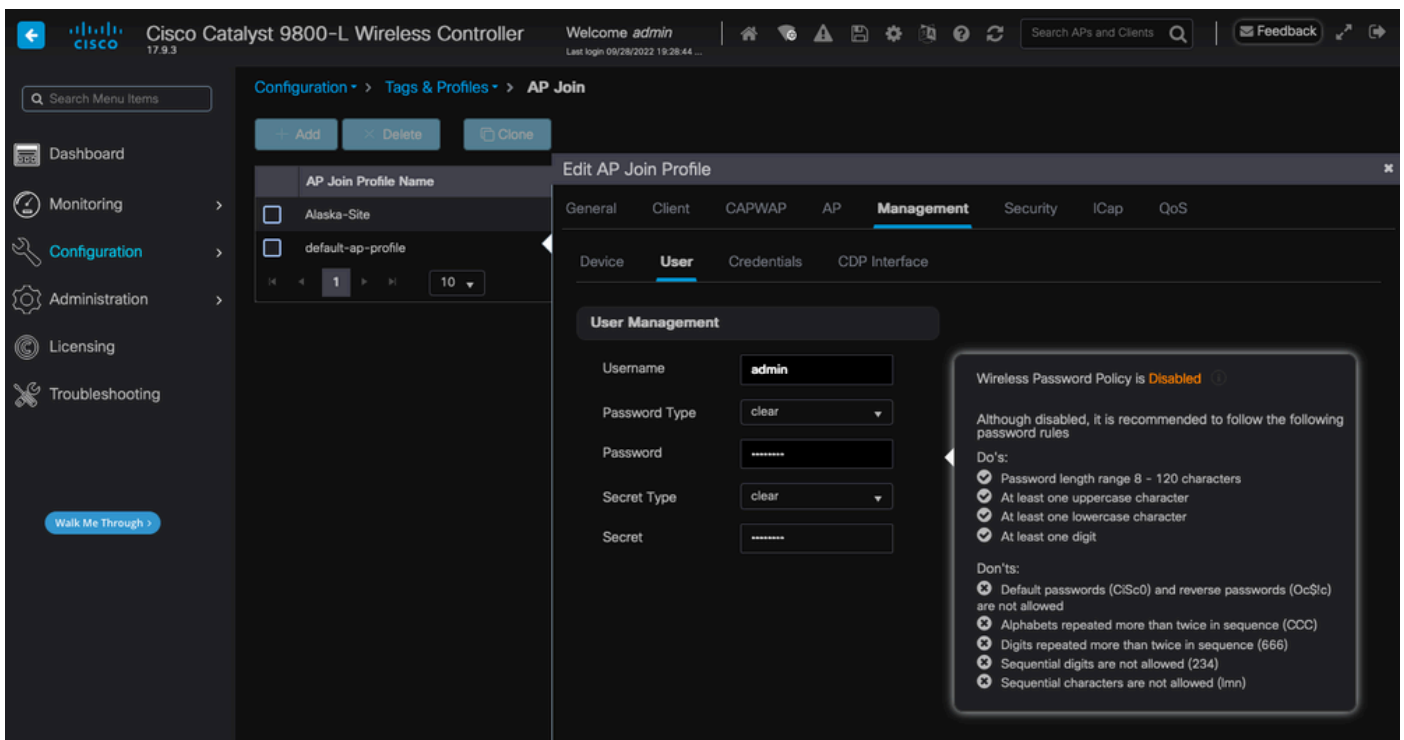 CISCO
Cisco Catalyst 9800-L Wireless Controller
17.9.3
Welcome admin
Last login 09/28/2022 19:28:44 ...
Search APs and Clients
Feedback
Search Menu Items
Dashboard
Monitoring
Configuration
Administration
Licensing
Troubleshooting
Walk Me Through >
Configuration > Tags & Profiles > AP Join
Add
Delete
Clone
AP Join Profile Name
Alaska-Site
default-ap-profile
1
10
Edit AP Join Profile
General Client CAPWAP AP Management Security ICap QoS
Device User Credentials CDP Interface
User Management
Username admin
Password Type clear
Password ********
Secret Type clear
Secret ********
Wireless Password Policy is Disabled
Although disabled, it is recommended to follow the following
password rules
Do's:
Password length range 8 - 120 characters
At least one uppercase character
At least one lowercase character
At least one digit
Don'ts:
Default passwords (CiSc0) and reverse passwords (Oc$!c)
are not allowed
Alphabets repeated more than twice in sequence (CCC)
Digits repeated more than twice in sequence (666)
Sequential digits are not allowed (234)
Sequential characters are not allowed (lmn)